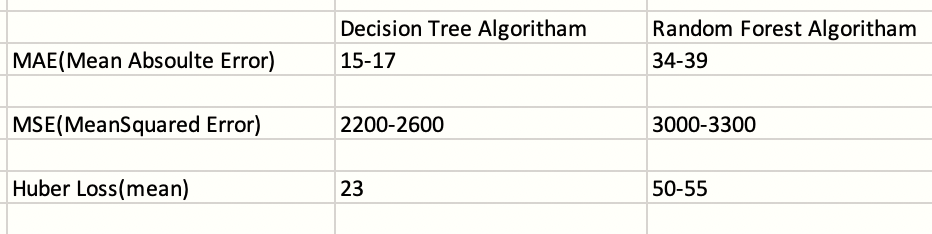 Decision Tree Algoritham Random Forest Algoritham
MAE(Mean Absoulte Error) 15-17 34-39
MSE(MeanSquared Error) 2200-2600 3000-3300
Huber Loss(mean) 23 50-55